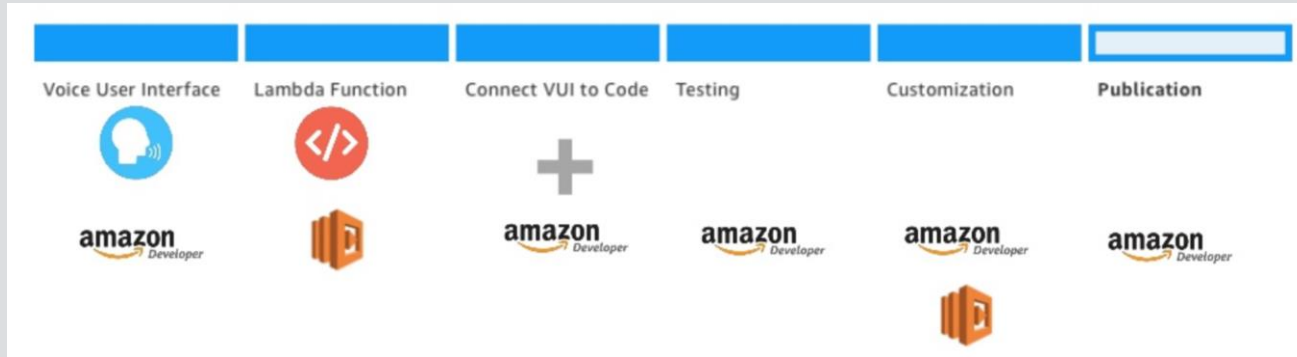 Voice User Interface
Lambda Function
Connect VUI to Code
Testing
Customization
Publication
</>
amazon
Developer
amazon
Developer
amazon
Developer
amazon
Developer
amazon
Developer